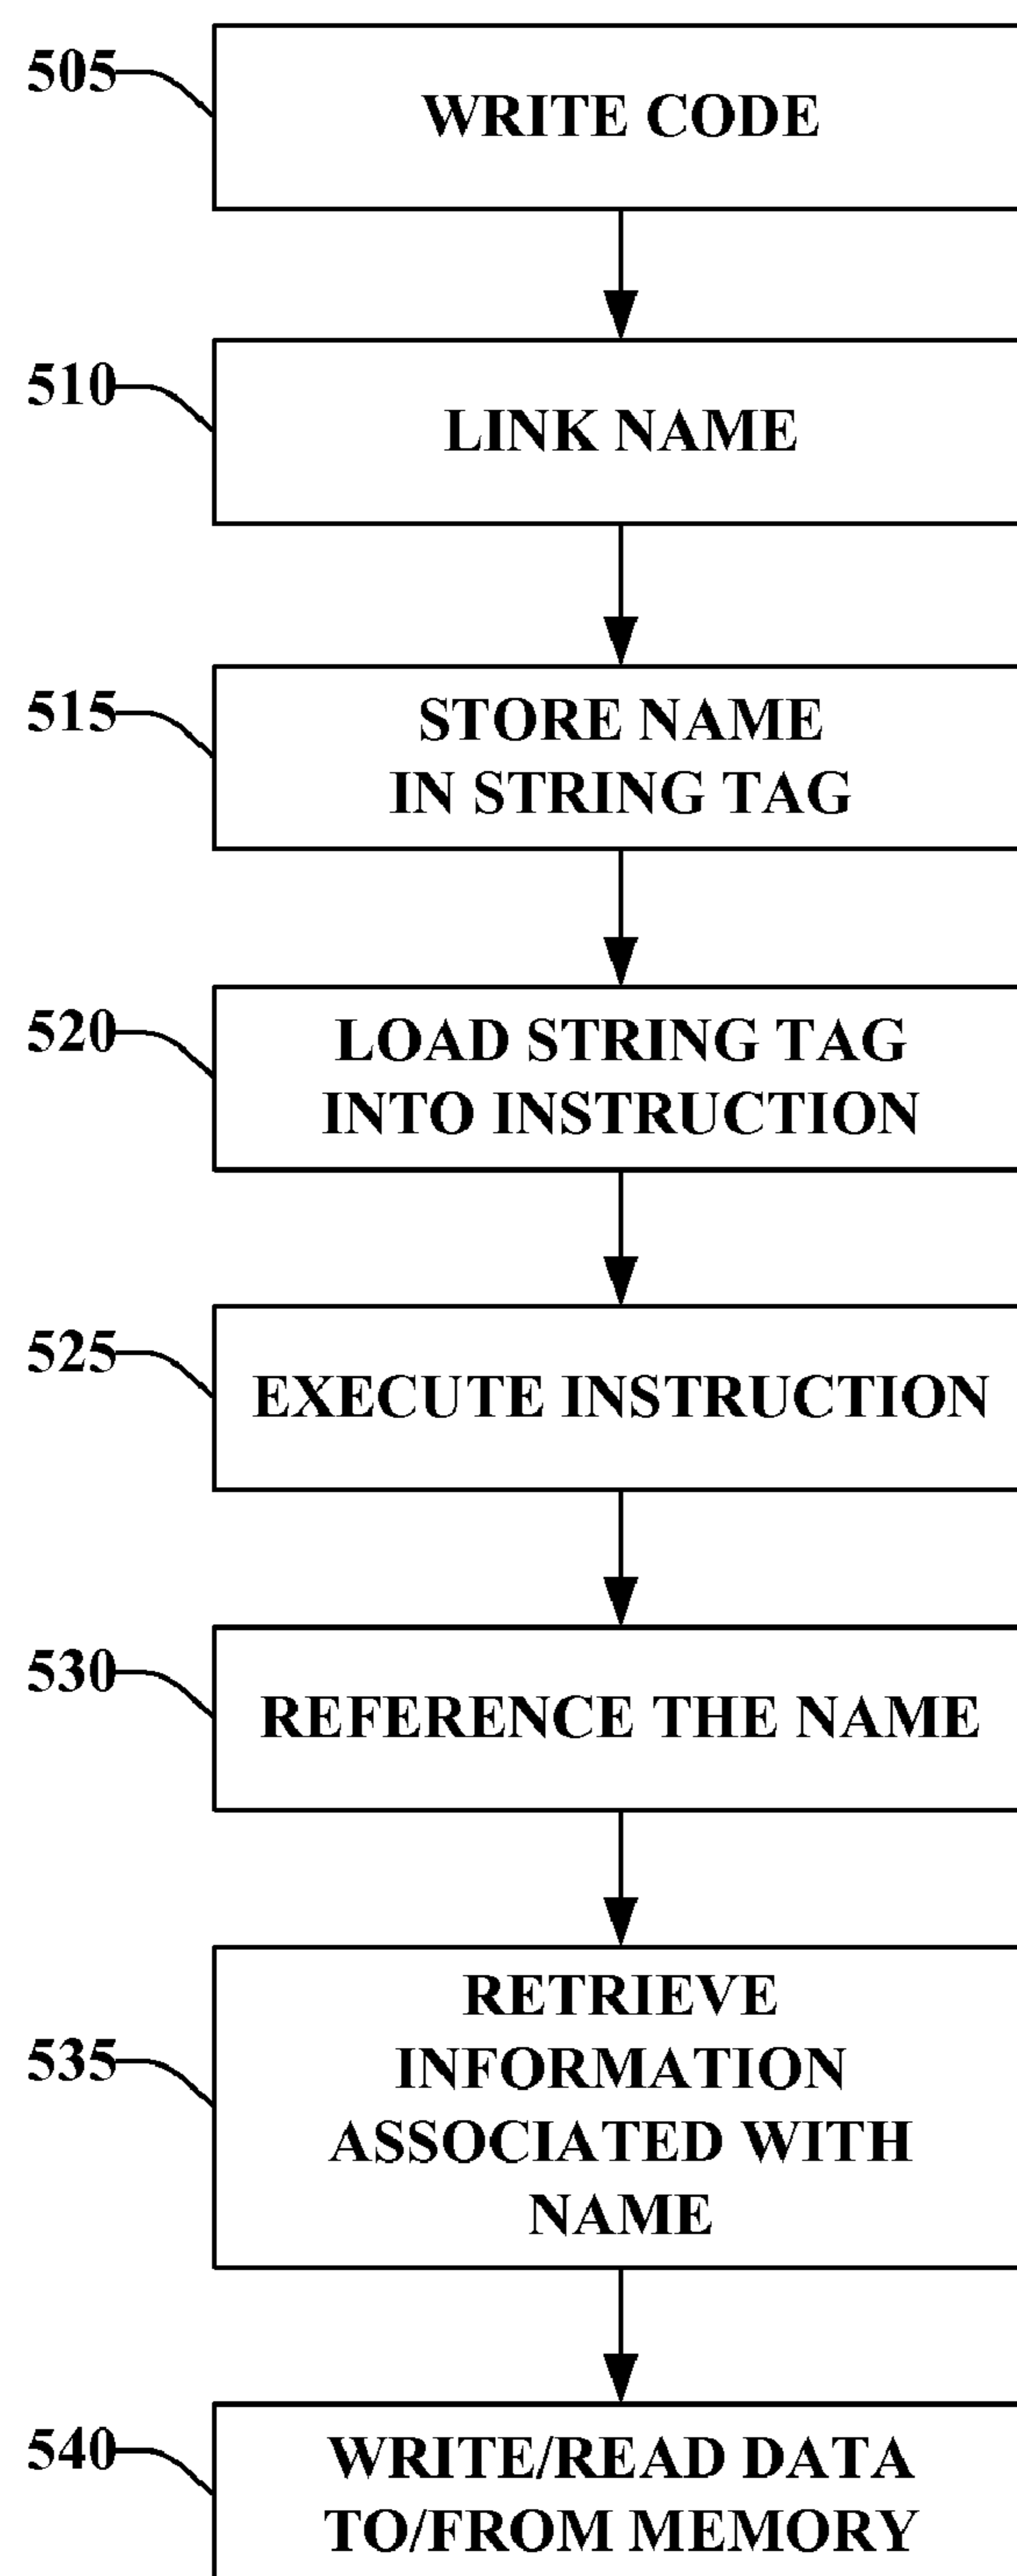 505
WRITE CODE
510
LINK NAME
515
STORE NAME
IN STRING TAG
520
LOAD STRING TAG
INTO INSTRUCTION
525
EXECUTE INSTRUCTION
530
REFERENCE THE NAME
535
RETRIEVE
INFORMATION
ASSOCIATED WITH
NAME
540
WRITE/READ DATA
TO/FROM MEMORY